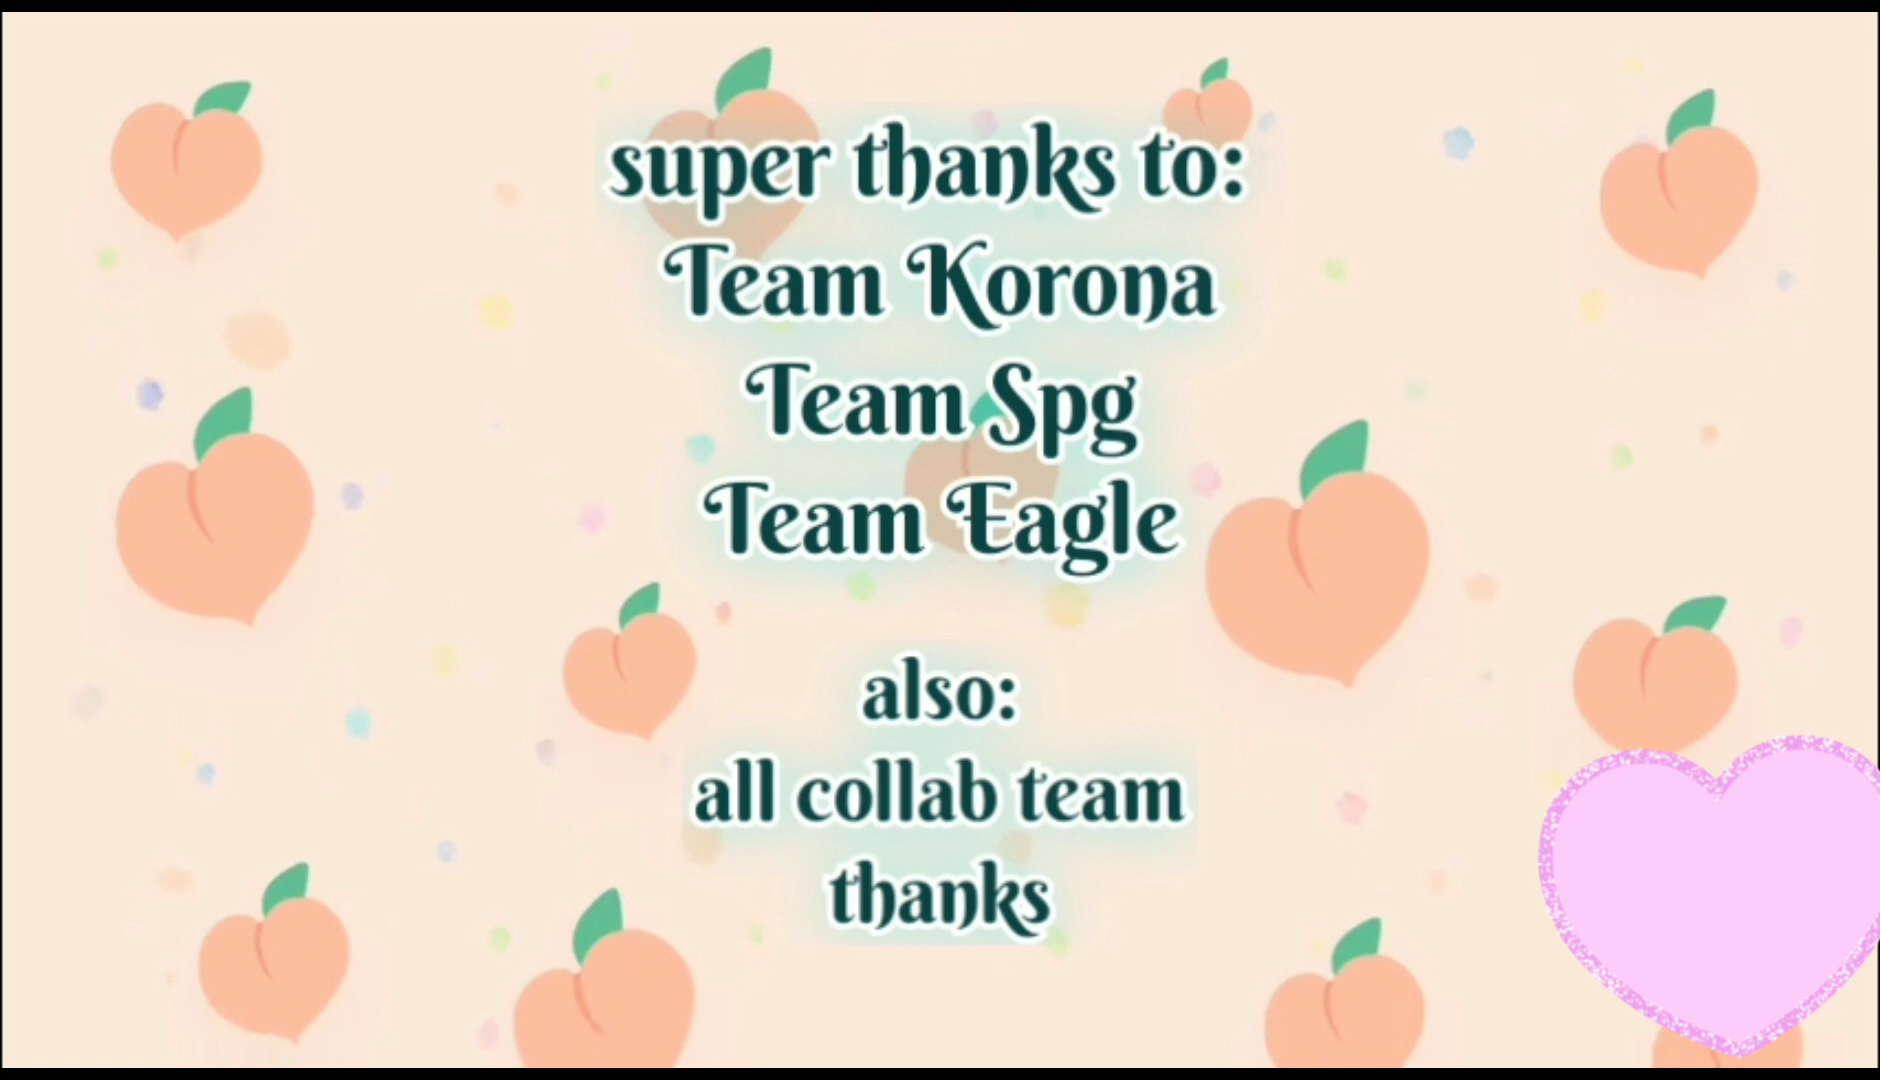 super thanks to:
Team Korona
Team Spg
Team Eagle
also:
all collab team
thanks